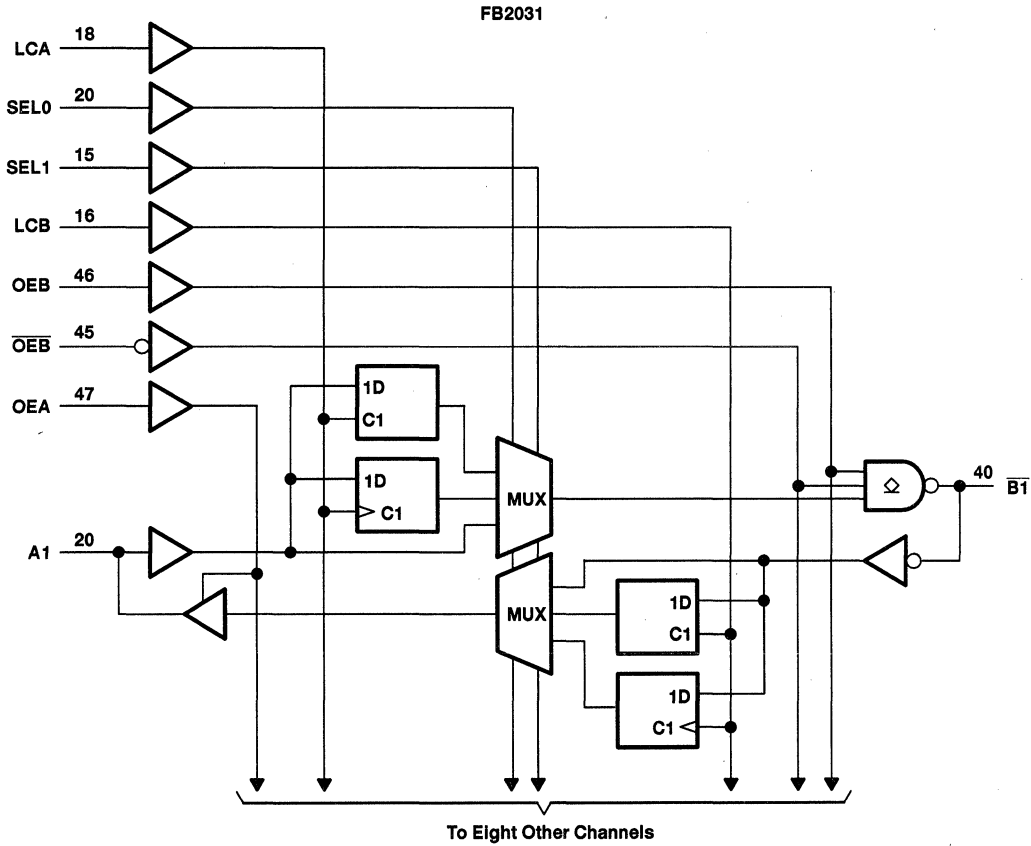 FB2031
LCA 18
SEL0 20
SEL1 15
LCB 16
OEB 46
OEB 45
OEA 47
1D
C1
1D
C1
MUX
40 B1
A1 20
MUX
1D
C1
1D
C1
To Eight Other Channels